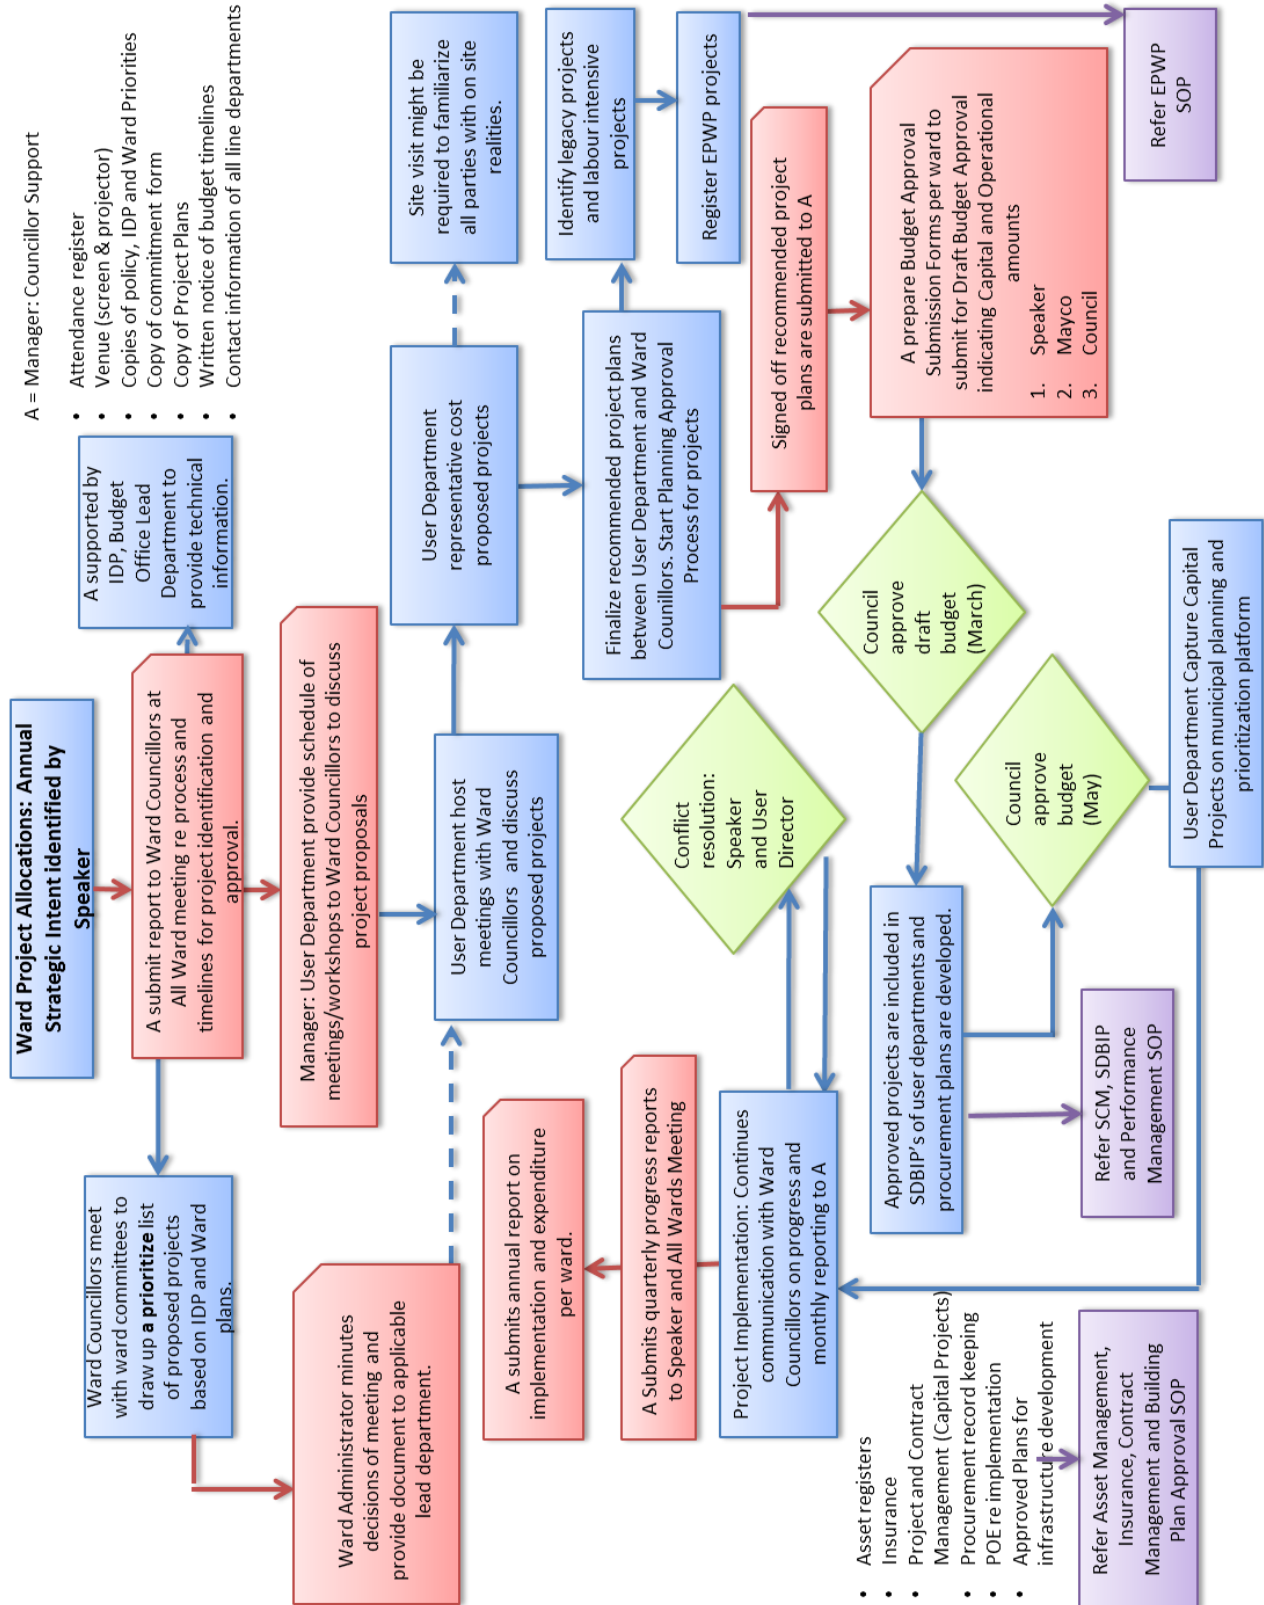 A = Manager: Councillor Support
• Attendance register
• Venue (screen & projector)
• Copies of policy, IDP and Ward Priorities
• Copy of commitment form
• Copy of Project Plans
• Written notice of budget timelines
• Contact information of all line departments
Ward Project Allocations: Annual
Strategic Intent identified by
Speaker
A submit report to Ward Councillors at
All Ward meeting re process and
timelines for project identification and
approval.
A supported by
IDP, Budget
Office Lead
Department to
provide technical
information.
Ward Councillors meet
with ward committees to
draw up a prioritize list
of proposed projects
based on IDP and Ward
plans.
Manager: User Department provide schedule of
meetings/workshops to Ward Councillors to discuss
project proposals
Ward Administrator minutes
decisions of meeting and
provide document to applicable
lead department.
User Department host
meetings with Ward
Councillors and discuss
proposed projects
User Department
representative cost
proposed projects
Site visit might be
required to familiarize
all parties with on site
realities.
Finalize recommended project plans
between User Department and Ward
Counillors. Start Planning Approval
Process for projects
Identify legacy projects
and labour intensive
projects
Register EPWP projects
Refer EPWP
SOP
Signed off recommended project
plans are submitted to A
A prepare Budget Approval
Submission Forms per ward to
submit for Draft Budget Approval
indicating Capital and Operational
amounts
1. Speaker
2. Mayco
3. Council
Council
approve
draft
budget
(March)
Approved projects are included in
SDBIP's of user departments and
procurement plans are developed.
Refer SCM, SDBIP
and Performance
Management SOP
Council
approve
budget
(May)
User Department Capture Capital
Projects on municipal planning and
prioritization platform
Project Implementation: Continues
communication with Ward
Councillors on progress and
monthly reporting to A
Conflict
resolution:
Speaker
and User
Director
A Submits quarterly progress reports
to Speaker and All Wards Meeting
A submits annual report on
implementation and expenditure
per ward.
• Asset registers
• Insurance
• Project and Contract
Management (Capital Projects)
• Procurement record keeping
• POE re implementation
• Approved Plans for
infrastructure development
Refer Asset Management,
Insurance, Contract
Management and Building
Plan Approval SOP